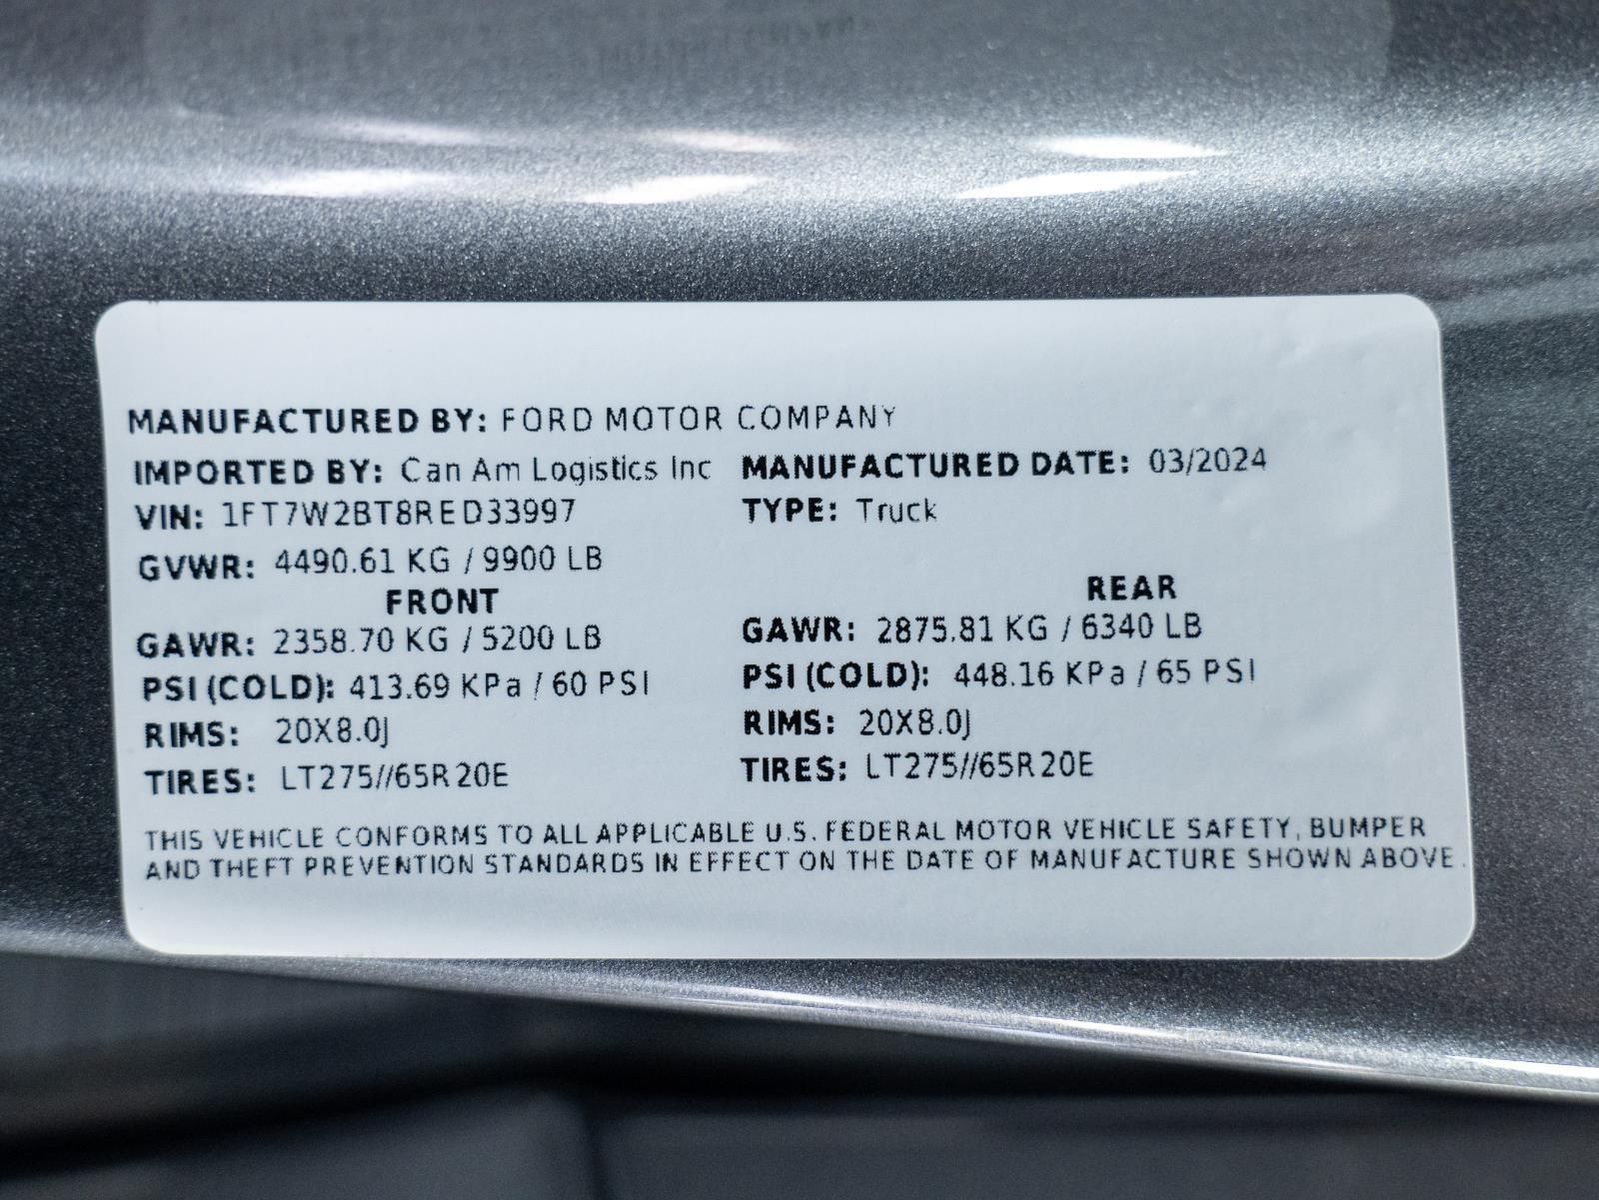 MANUFACTURED BY: FORD MOTOR COMPANY
IMPORTED BY: Can Am Logistics Inc MANUFACTURED DATE: 03/2024
VIN: 1FT7W2BT8RED33997 TYPE: Truck
GVWR: 4490.61 KG / 9900 LB
FRONT REAR
GAWR: 2358.70 KG / 5200 LB GAWR: 2875.81 KG / 6340 LB
PSI (COLD): 413.69 KPa / 60 PSI PSI (COLD): 448.16 KPa / 65 PSI
RIMS: 20X8.0J RIMS: 20X8.0J
TIRES: LT275//65R20E TIRES: LT275//65R20E
THIS VEHICLE CONFORMS TO ALL APPLICABLE U.S. FEDERAL MOTOR VEHICLE SAFETY, BUMPER
AND THEFT PREVENTION STANDARDS IN EFFECT ON THE DATE OF MANUFACTURE SHOWN ABOVE.